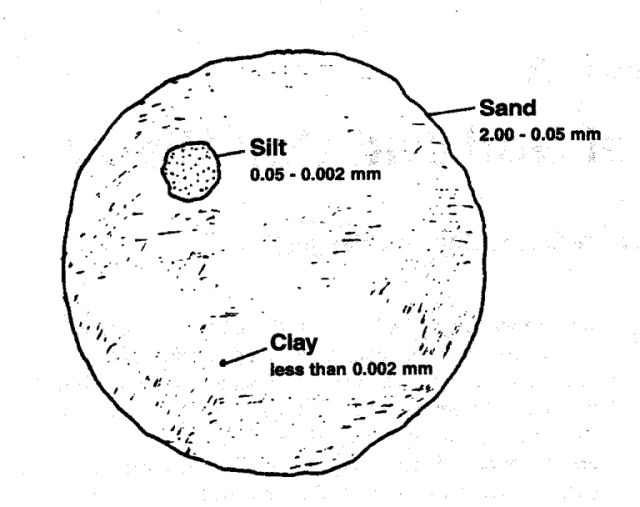 Sand
2.00 - 0.05 mm
Silt
0.05 - 0.002 mm
Clay
less than 0.002 mm